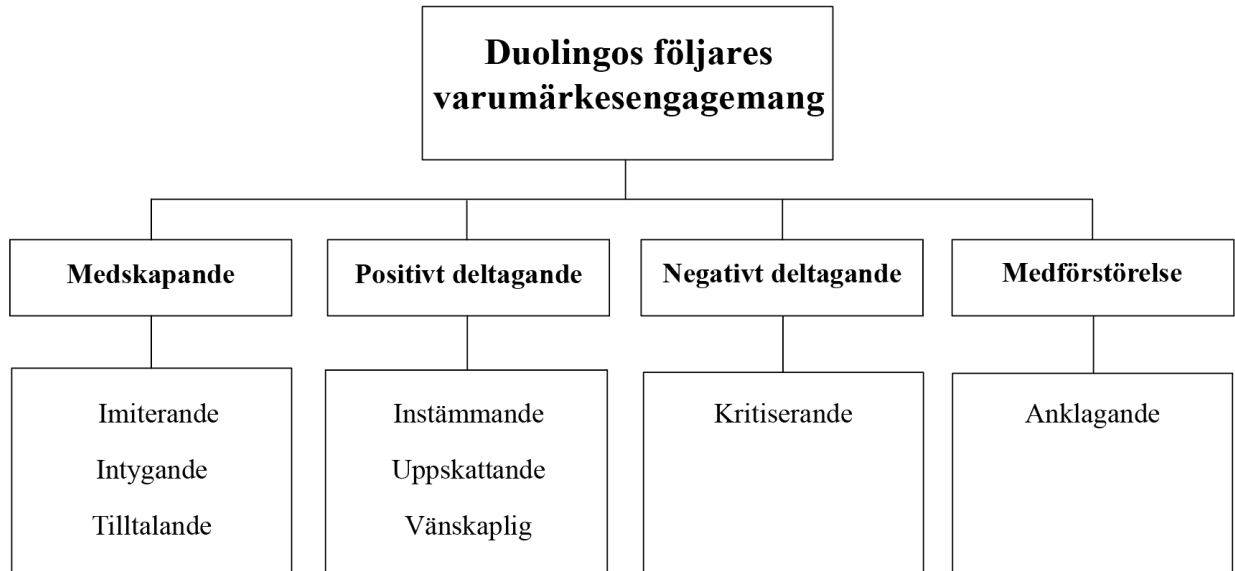 Duolingos följares
varumärkesengagemang
Medskapande
Positivt deltagande
Negativt deltagande
Medförstörelse
Imiterande
Intygande
Tilltalande
Instämmande
Uppskattande
Vänskaplig
Kritiserande
Anklagande